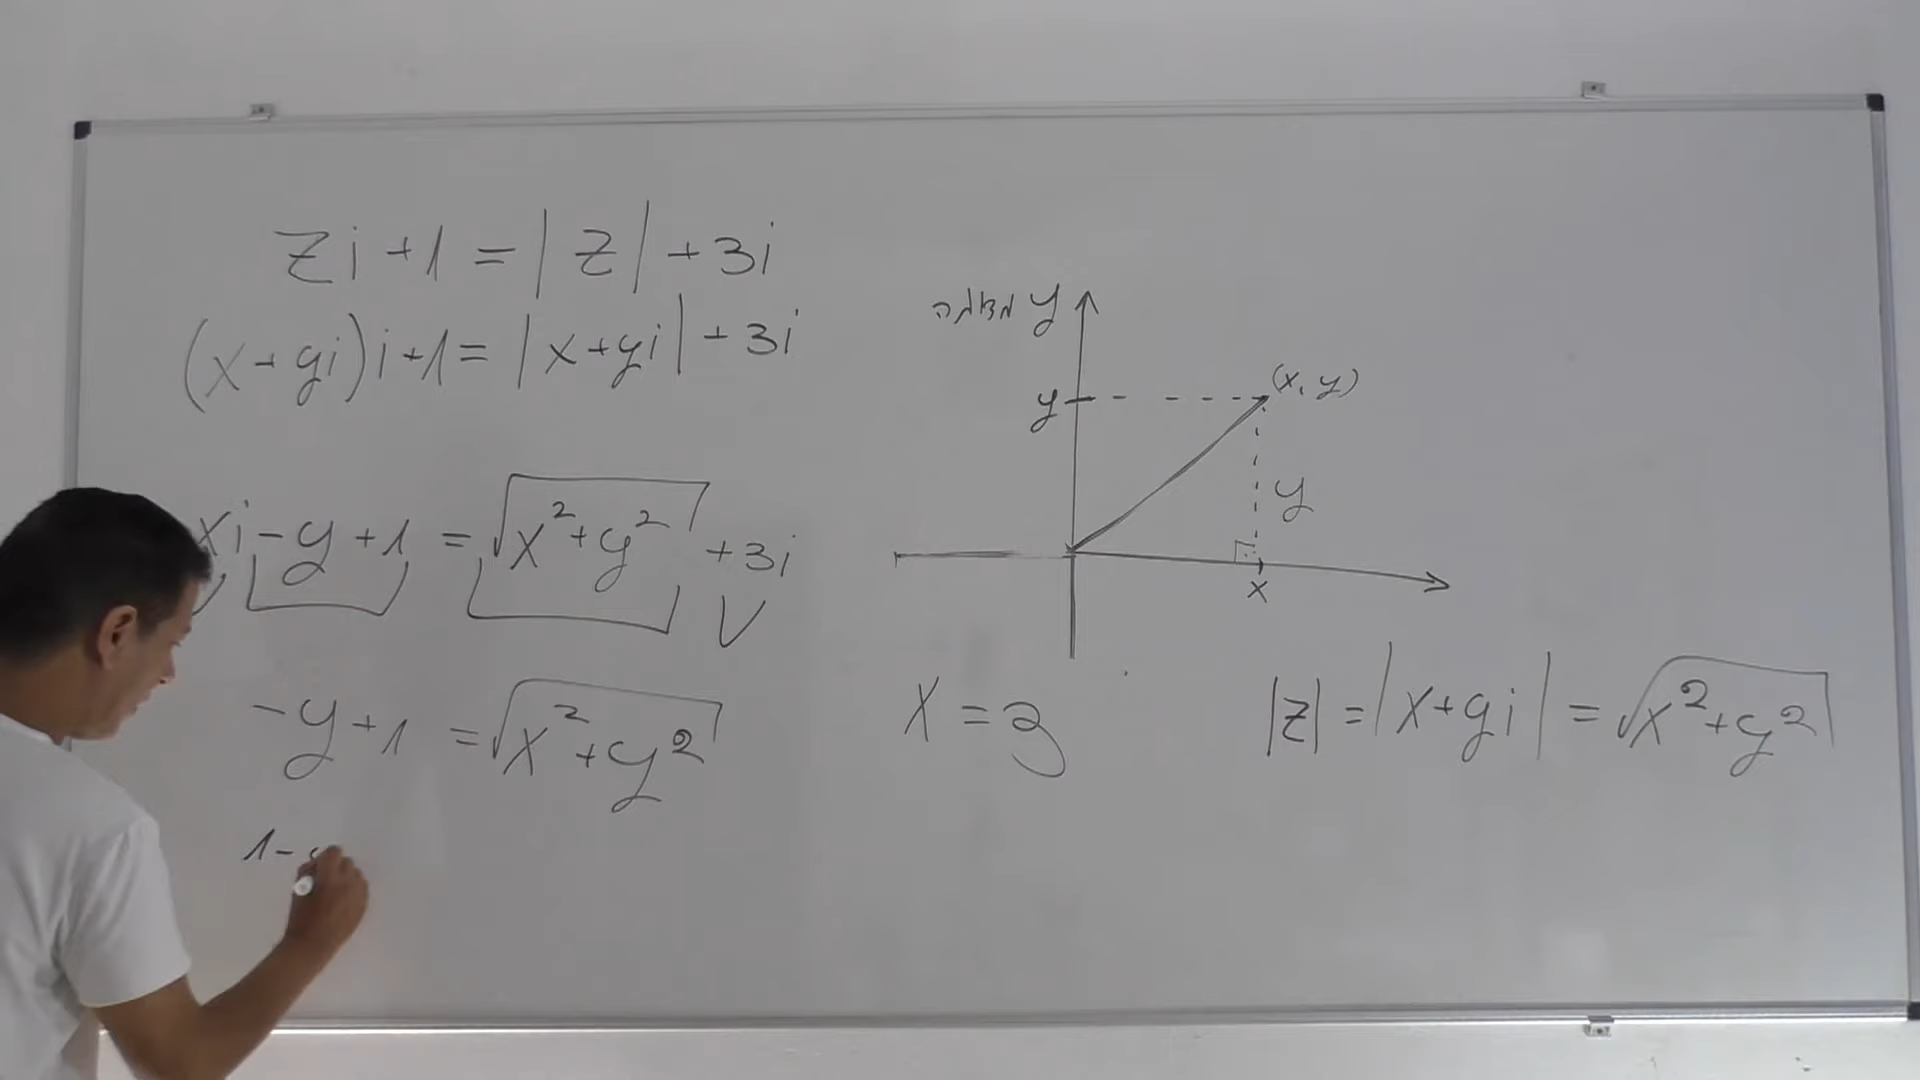 zi+1=|z|+3i
(x+yi)i+1=|x+yi|+3i
xi-y+1=√x²+y²+3i
-y+1=√x²+y²
1-
מדומה y
y
(x, y)
y
x
x=3
|z|=|x+yi|=√x²+y²